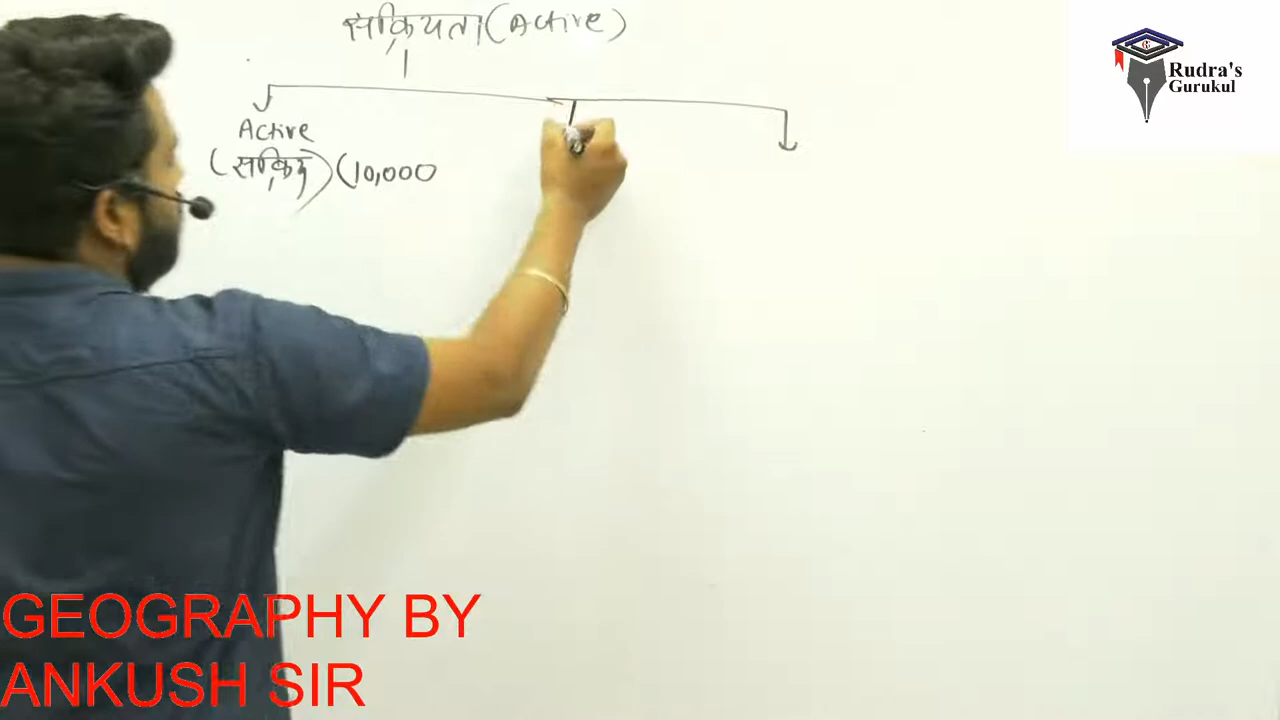 सक्रियता (Active)
Active
(सक्रिय) (10,000
Rudra's
Gurukul
GEOGRAPHY BY
ANKUSH SIR